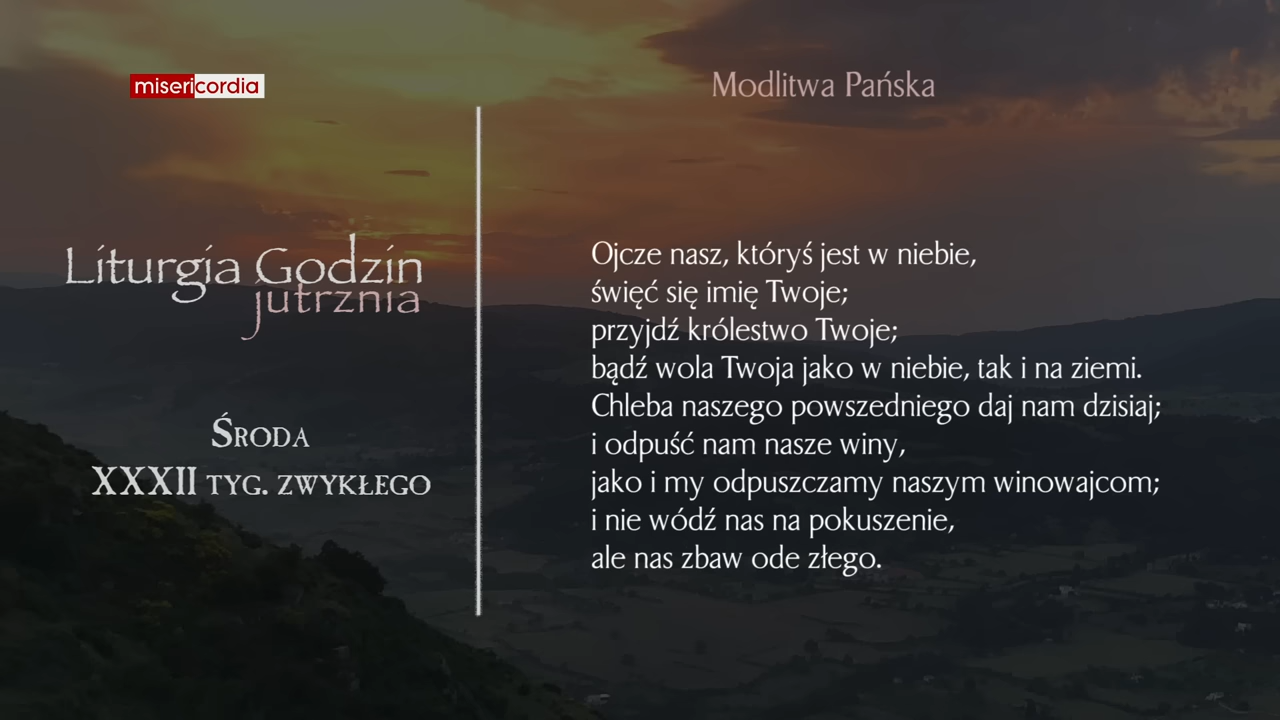 misericordia
Liturgia Godzin
jutrznia
Środa
XXXII tyg. zwykłego
Modlitwa Pańska
Ojcze nasz, któryś jest w niebie,
święć się imię Twoje;
przyjdź królestwo Twoje;
bądź wola Twoja jako w niebie, tak i na ziemi.
Chleba naszego powszedniego daj nam dzisiaj;
i odpuść nam nasze winy,
jako i my odpuszczamy naszym winowajcom;
i nie wódź nas na pokuszenie,
ale nas zbaw ode złego.